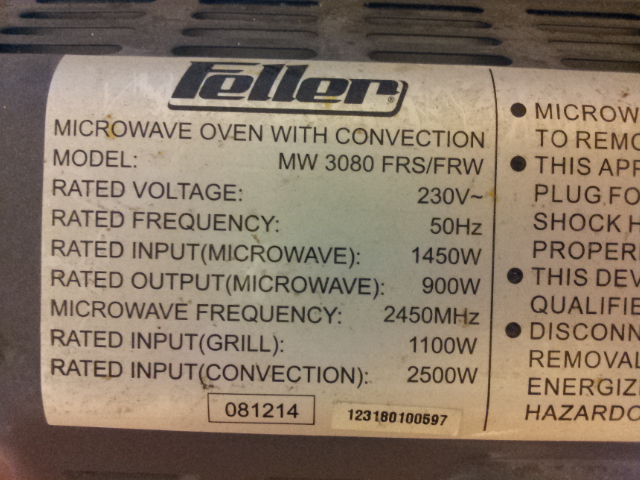 Feller
MICROWAVE OVEN WITH CONVECTION
MODEL: MW 3080 FRS/FRW
RATED VOLTAGE: 230V~
RATED FREQUENCY: 50Hz
RATED INPUT(MICROWAVE): 1450W
RATED OUTPUT(MICROWAVE): 900W
MICROWAVE FREQUENCY: 2450MHz
RATED INPUT(GRILL): 1100W
RATED INPUT(CONVECTION): 2500W
081214
123180100597
● MICROW
TO REMO
● THIS APP
PLUG FO
SHOCK H
PROPER
● THIS DEV
QUALIFIE
● DISCONN
REMOVAL
ENERGIZ
HAZARDO